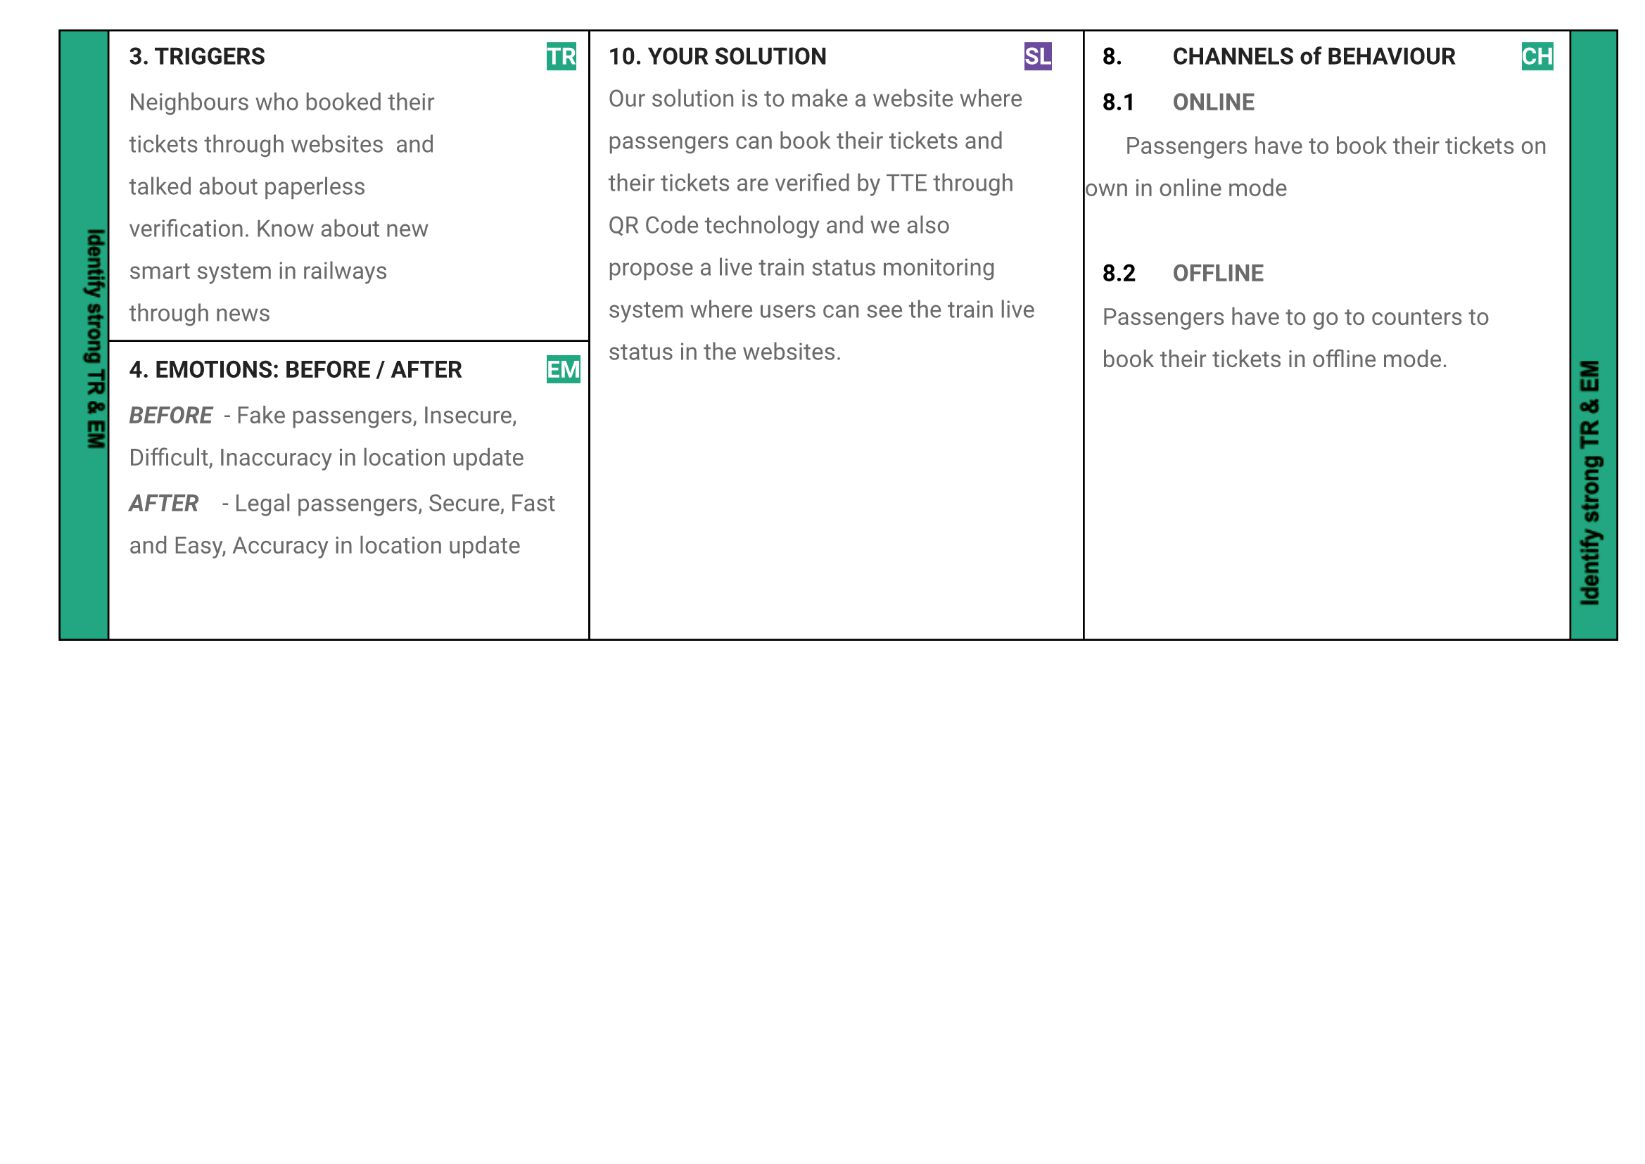 Identify strong TR & EM
3. TRIGGERS TR
Neighbours who booked their
tickets through websites  and
talked about paperless
verification. Know about new
smart system in railways
through news
4. EMOTIONS: BEFORE / AFTER EM
BEFORE - Fake passengers, Insecure,
Difficult, Inaccuracy in location update
AFTER - Legal passengers, Secure, Fast
and Easy, Accuracy in location update
10. YOUR SOLUTION SL
Our solution is to make a website where
passengers can book their tickets and
their tickets are verified by TTE through
QR Code technology and we also
propose a live train status monitoring
system where users can see the train live
status in the websites.
8. CHANNELS of BEHAVIOUR CH
8.1 ONLINE
Passengers have to book their tickets on
own in online mode
8.2 OFFLINE
Passengers have to go to counters to
book their tickets in offline mode.
Identify strong TR & EM